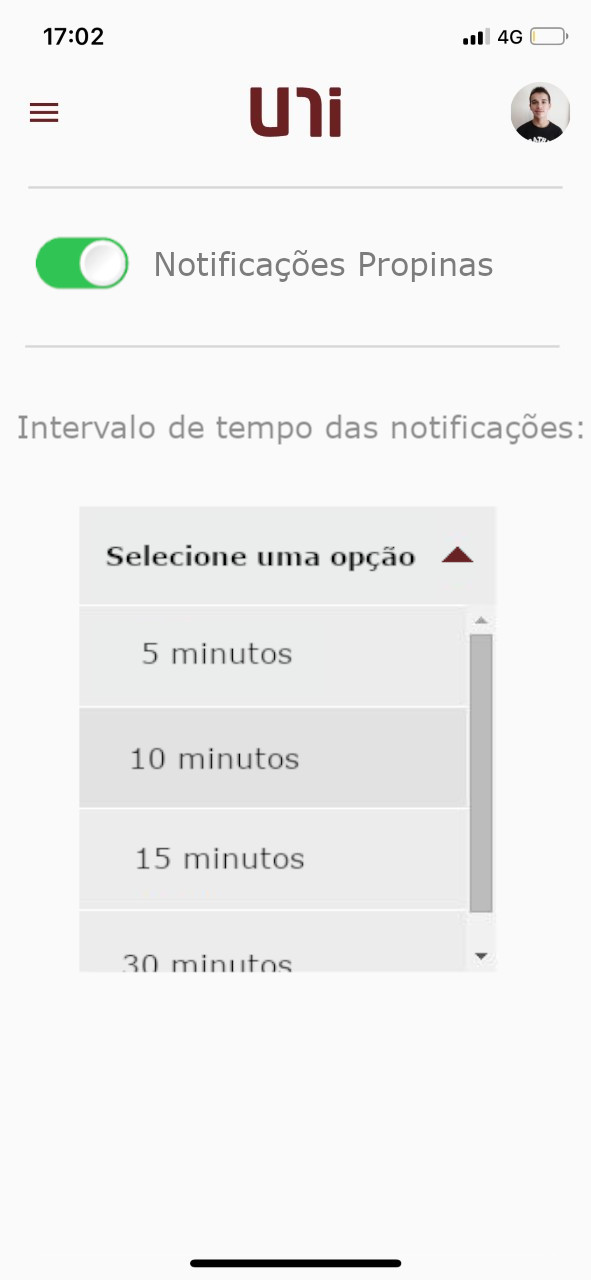 17:02
4G
UNI
Notificações Propinas
Intervalo de tempo das notificações:
Selecione uma opção
5 minutos
10 minutos
15 minutos
30 minutos